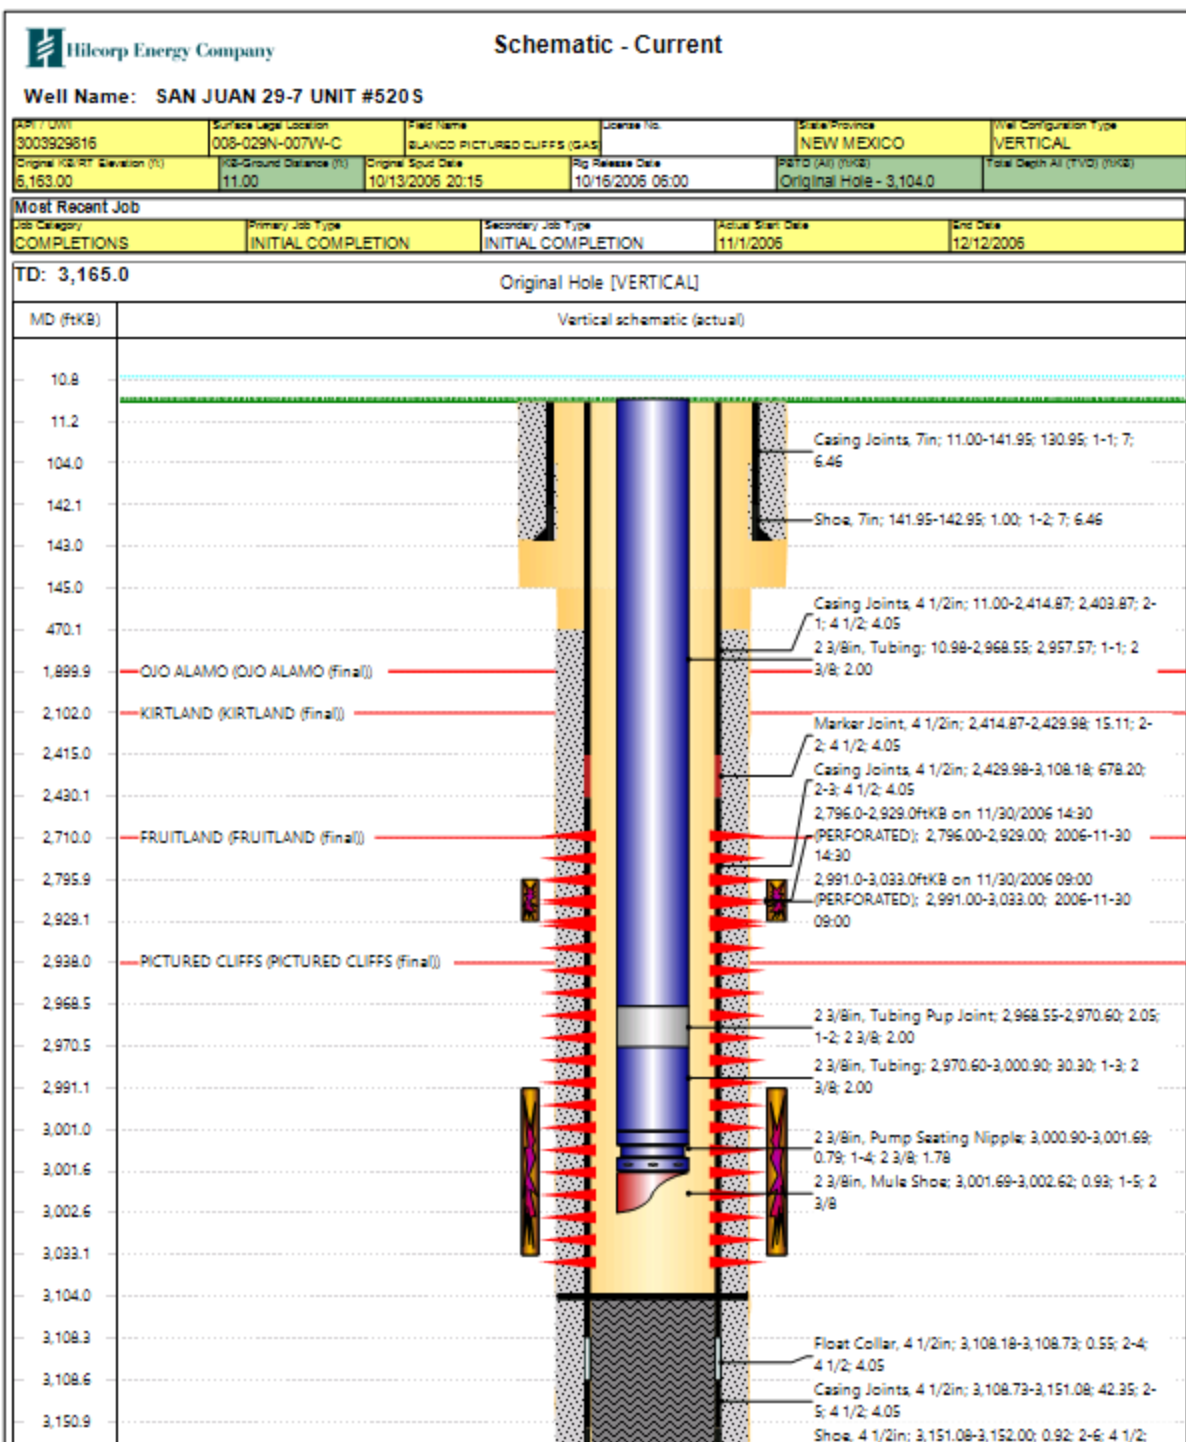 Hilcorp Energy Company
Schematic - Current
Well Name: SAN JUAN 29-7 UNIT #520S
API / UWI
Surface Legal Location
Field Name
License No.
State/Province
Well Configuration Type
3003929816
008-029N-007W-C
BLANCO PICTURED CLIFFS (GAS
NEW MEXICO
VERTICAL
Original KB/RT Elevation (ft)
KB-Ground Distance (ft)
Original Spud Date
Rig Release Date
PBTD (All) (ftKB)
Total Depth All (TVD) (ftKB)
6,163.00
11.00
10/13/2006 20:15
10/16/2006 06:00
Original Hole - 3,104.0
Most Recent Job
Job Category
Primary Job Type
Secondary Job Type
Actual Start Date
End Date
COMPLETIONS
INITIAL COMPLETION
INITIAL COMPLETION
11/1/2006
12/12/2006
TD: 3,165.0
Original Hole [VERTICAL]
MD (ftKB)
Vertical schematic (actual)
10.8
11.2
Casing Joints, 7in; 11.00-141.95; 130.95; 1-1; 7;
6.46
104.0
142.1
Shoe, 7in; 141.95-142.95; 1.00; 1-2; 7; 6.46
143.0
145.0
Casing Joints, 4 1/2in; 11.00-2,414.87; 2,403.87; 2-
1; 4 1/2; 4.05
470.1
2 3/8in, Tubing; 10.98-2,968.55; 2,957.57; 1-1; 2
3/8; 2.00
1,899.9
OJO ALAMO (OJO ALAMO (final))
2,102.0
KIRTLAND (KIRTLAND (final))
Marker Joint, 4 1/2in; 2,414.87-2,429.98; 15.11; 2-
2; 4 1/2; 4.05
2,415.0
Casing Joints, 4 1/2in; 2,429.98-3,108.18; 678.20;
2-3; 4 1/2; 4.05
2,430.1
2,796.0-2,929.0ftKB on 11/30/2006 14:30
(PERFORATED); 2,796.00-2,929.00; 2006-11-30
14:30
2,710.0
FRUITLAND (FRUITLAND (final))
2,795.9
2,991.0-3,033.0ftKB on 11/30/2006 09:00
(PERFORATED); 2,991.00-3,033.00; 2006-11-30
09:00
2,929.1
2,938.0
PICTURED CLIFFS (PICTURED CLIFFS (final))
2,968.5
2 3/8in, Tubing Pup Joint; 2,968.55-2,970.60; 2.05;
1-2; 2 3/8; 2.00
2,970.5
2 3/8in, Tubing; 2,970.60-3,000.90; 30.30; 1-3; 2
3/8; 2.00
2,991.1
3,001.0
2 3/8in, Pump Seating Nipple; 3,000.90-3,001.69;
0.79; 1-4; 2 3/8; 1.78
3,001.6
2 3/8in, Mule Shoe; 3,001.69-3,002.62; 0.93; 1-5; 2
3/8
3,002.6
3,033.1
3,104.0
3,108.3
Float Collar, 4 1/2in; 3,108.18-3,108.73; 0.55; 2-4;
4 1/2; 4.05
3,108.6
Casing Joints, 4 1/2in; 3,108.73-3,151.08; 42.35; 2-
5; 4 1/2; 4.05
3,150.9
Shoe, 4 1/2in; 3,151.08-3,152.00; 0.92; 2-6; 4 1/2;